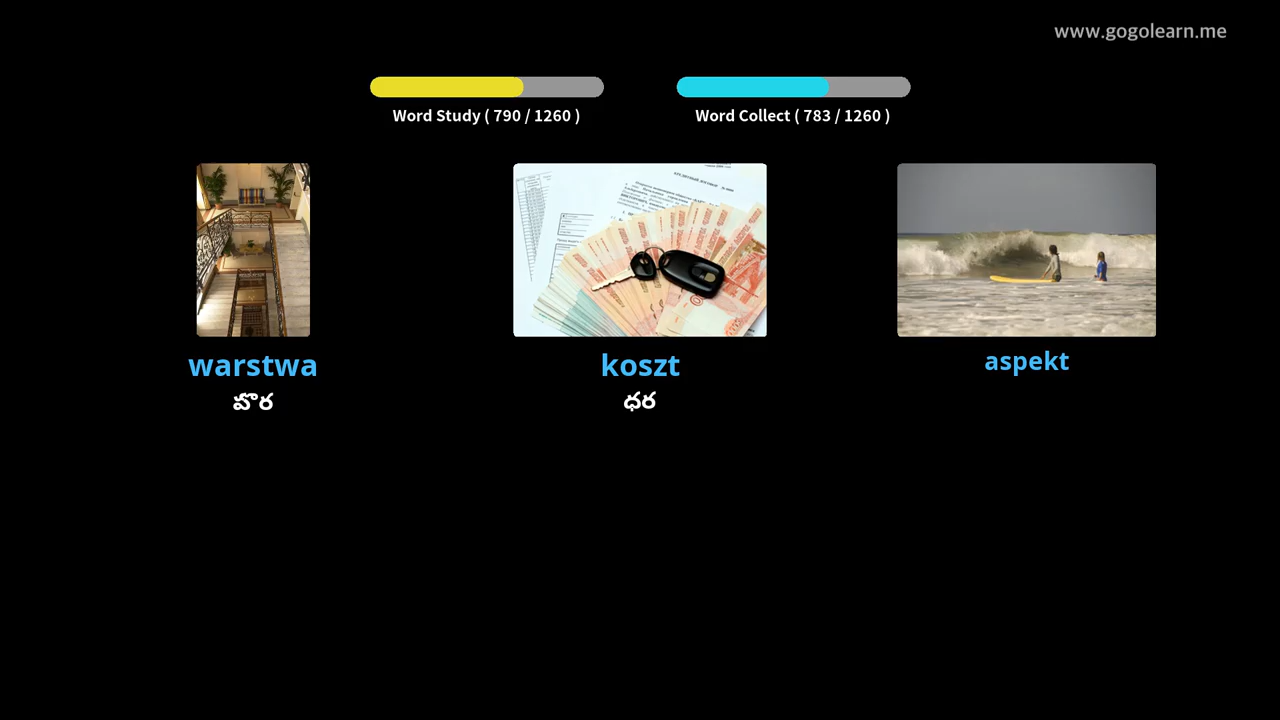 www.gogolearn.me
Word Study ( 790 / 1260 )
Word Collect ( 783 / 1260 )
warstwa
koszt
aspekt
పొర
ధర